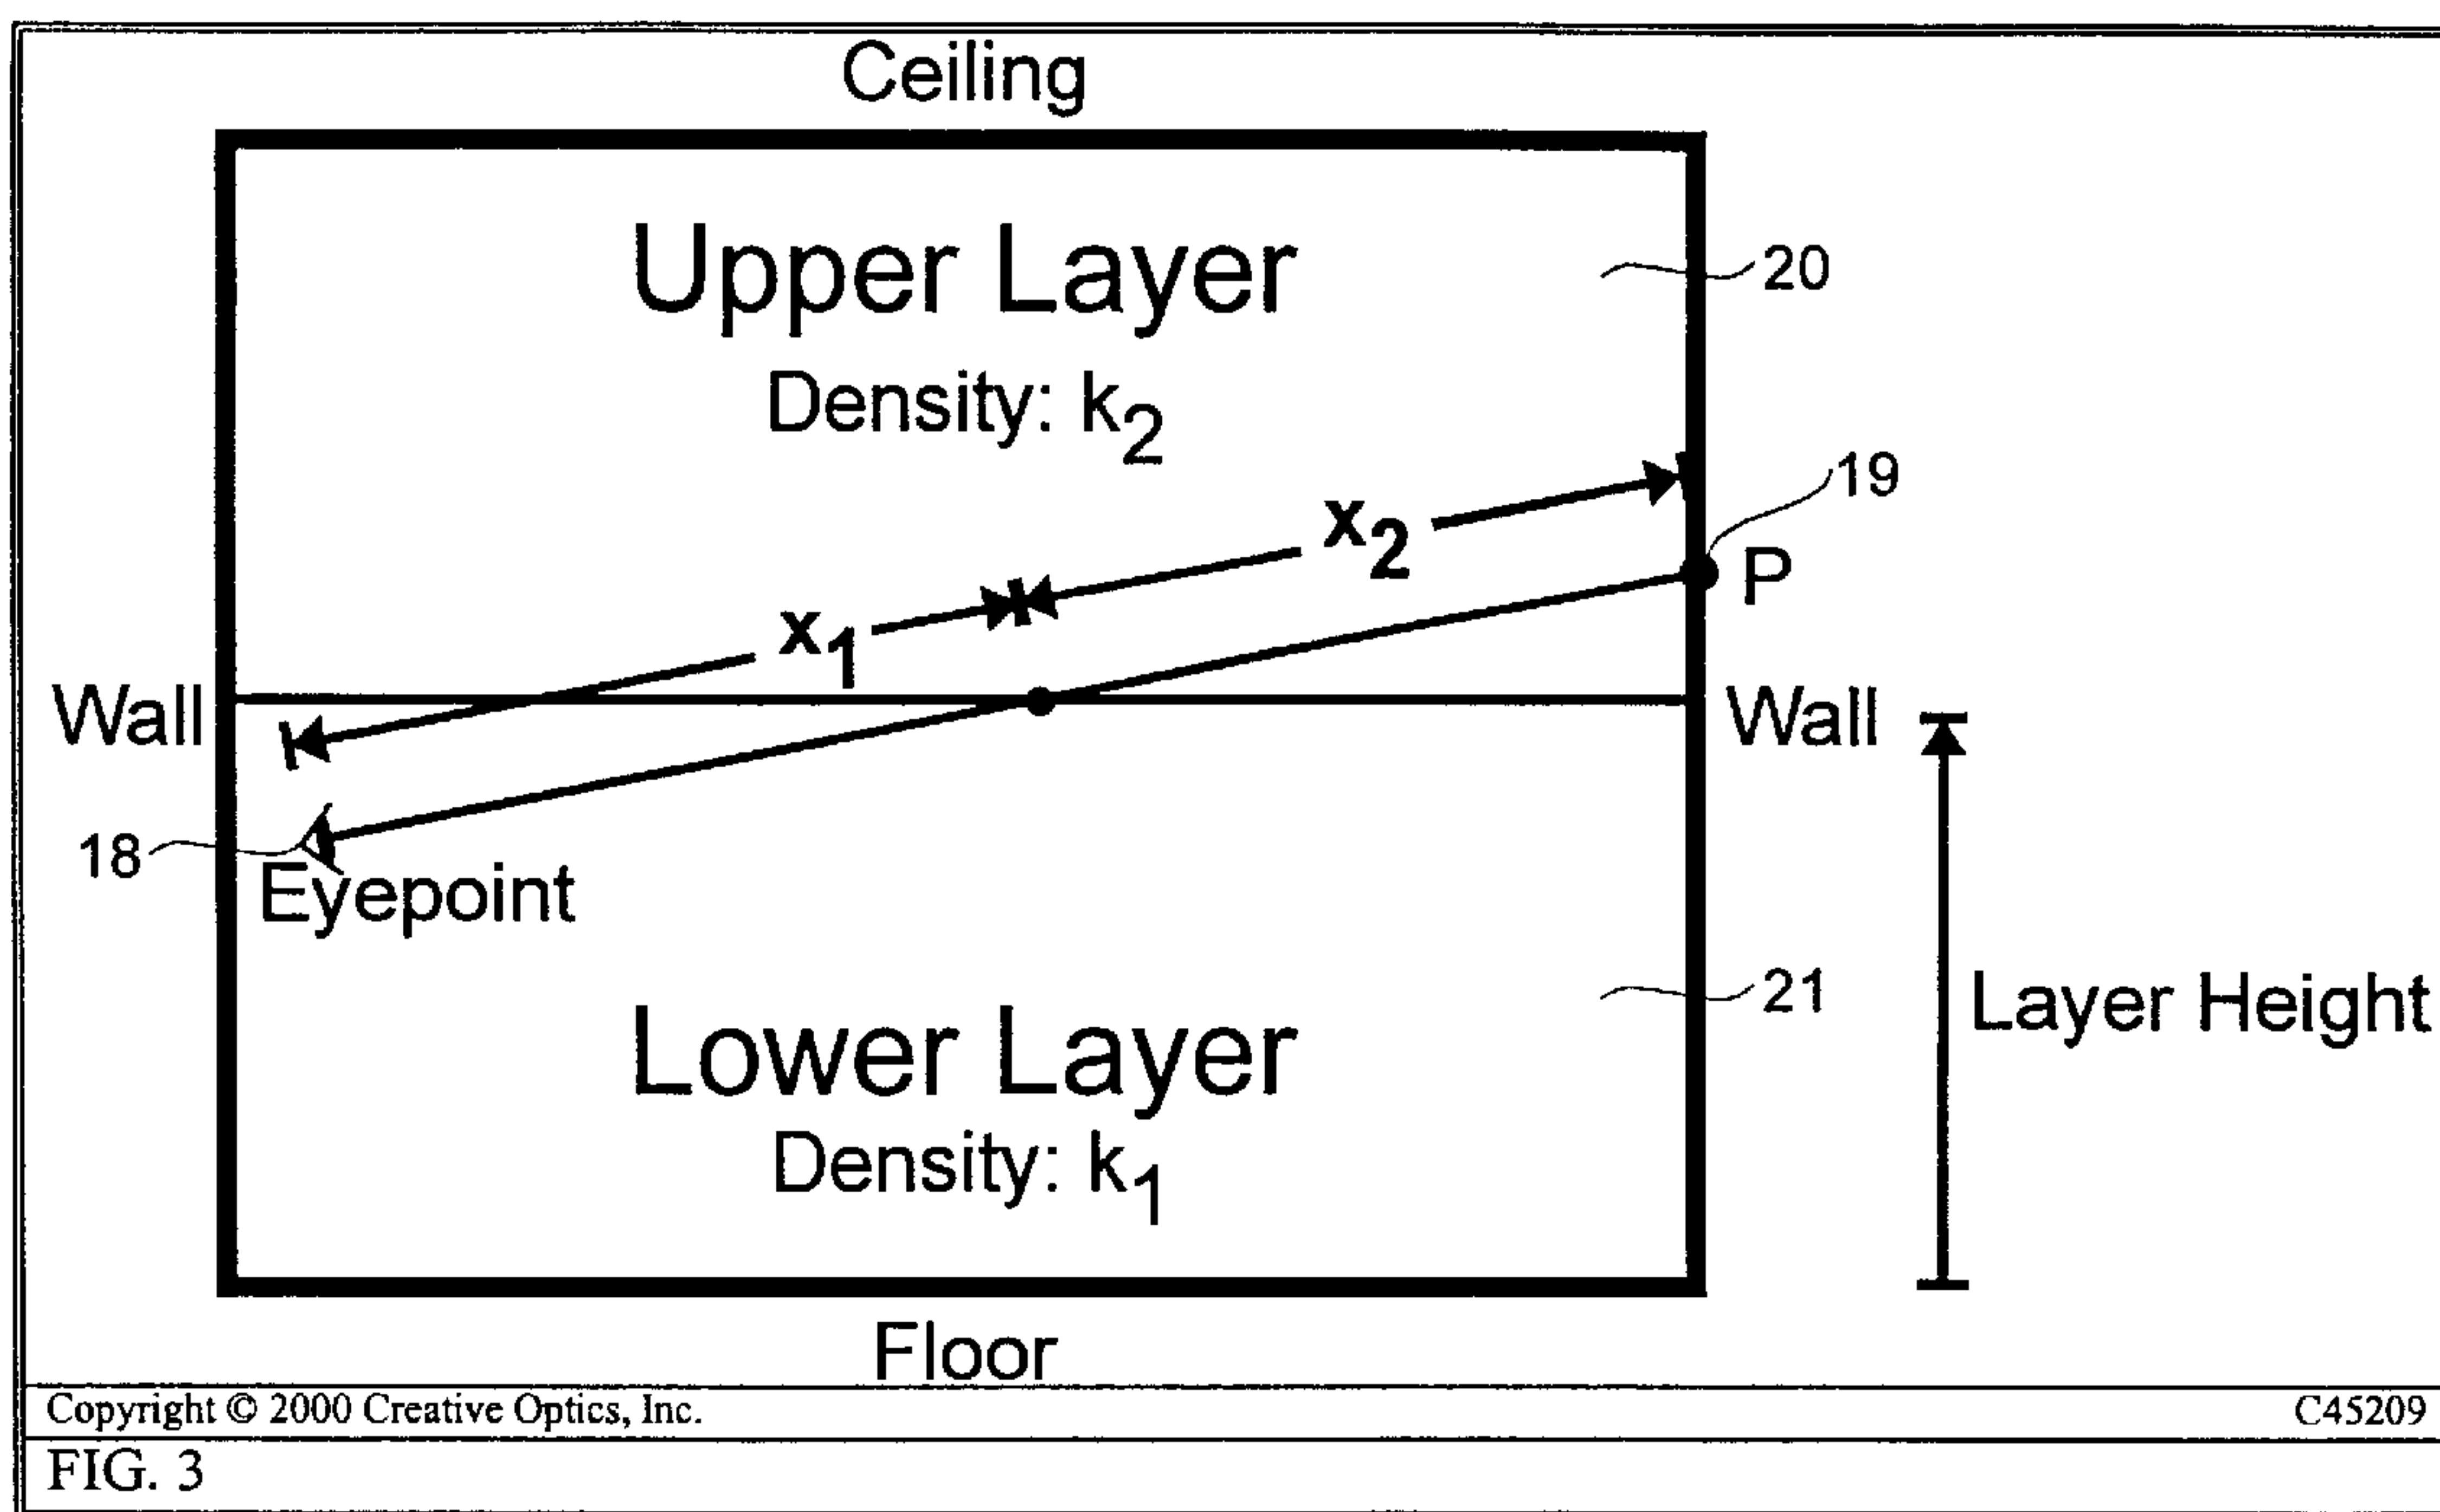 Ceiling
Upper Layer
20
Density: k2
19
x2
P
x1
Wall
Wall
18
Eyepoint
21
Layer Height
Lower Layer
Density: k1
Floor
Copyright © 2000 Creative Optics, Inc.
C45209
FIG. 3